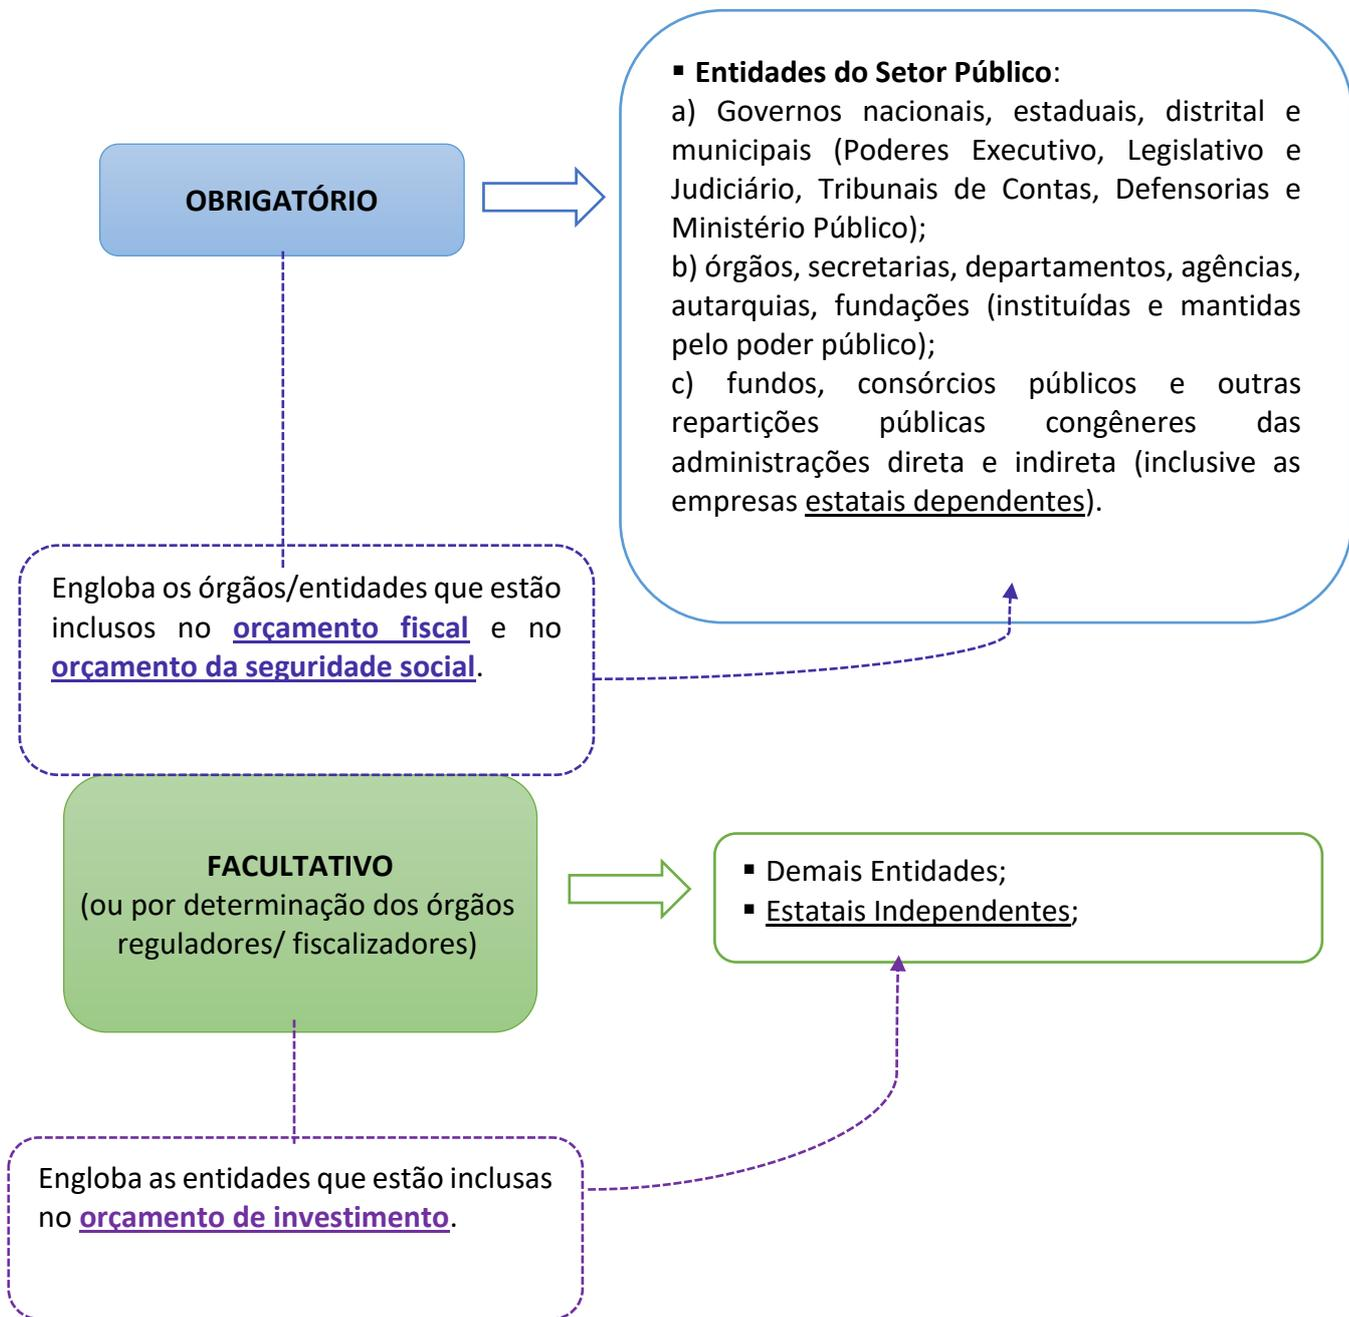 OBRIGATÓRIO
▪ Entidades do Setor Público:
a) Governos nacionais, estaduais, distrital e
municipais (Poderes Executivo, Legislativo e
Judiciário, Tribunais de Contas, Defensorias e
Ministério Público);
b) órgãos, secretarias, departamentos, agências,
autarquias, fundações (instituídas e mantidas
pelo poder público);
c) fundos, consórcios públicos e outras
repartições públicas congêneres das
administrações direta e indireta (inclusive as
empresas estatais dependentes).
Engloba os órgãos/entidades que estão
inclusos no orçamento fiscal e no
orçamento da seguridade social.
FACULTATIVO
(ou por determinação dos órgãos
reguladores/ fiscalizadores)
▪ Demais Entidades;
▪ Estatais Independentes;
Engloba as entidades que estão inclusas
no orçamento de investimento.